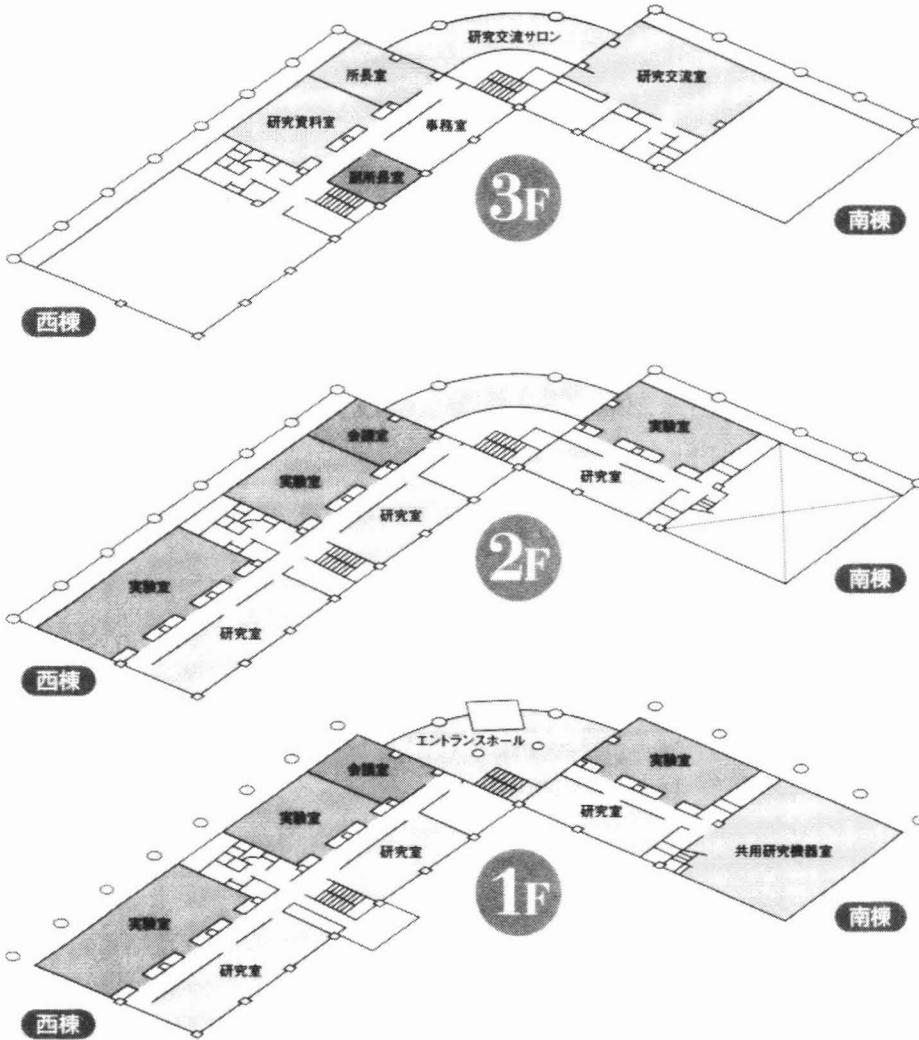 研究交流サロン
所長室
研究交流室
研究資料室
事務室
副所長室
3F
南棟
西棟
会議室
実験室
実験室
研究室
研究室
2F
実験室
南棟
研究室
西棟
エントランスホール
会議室
実験室
実験室
研究室
研究室
共用研究機器室
1F
実験室
南棟
研究室
西棟